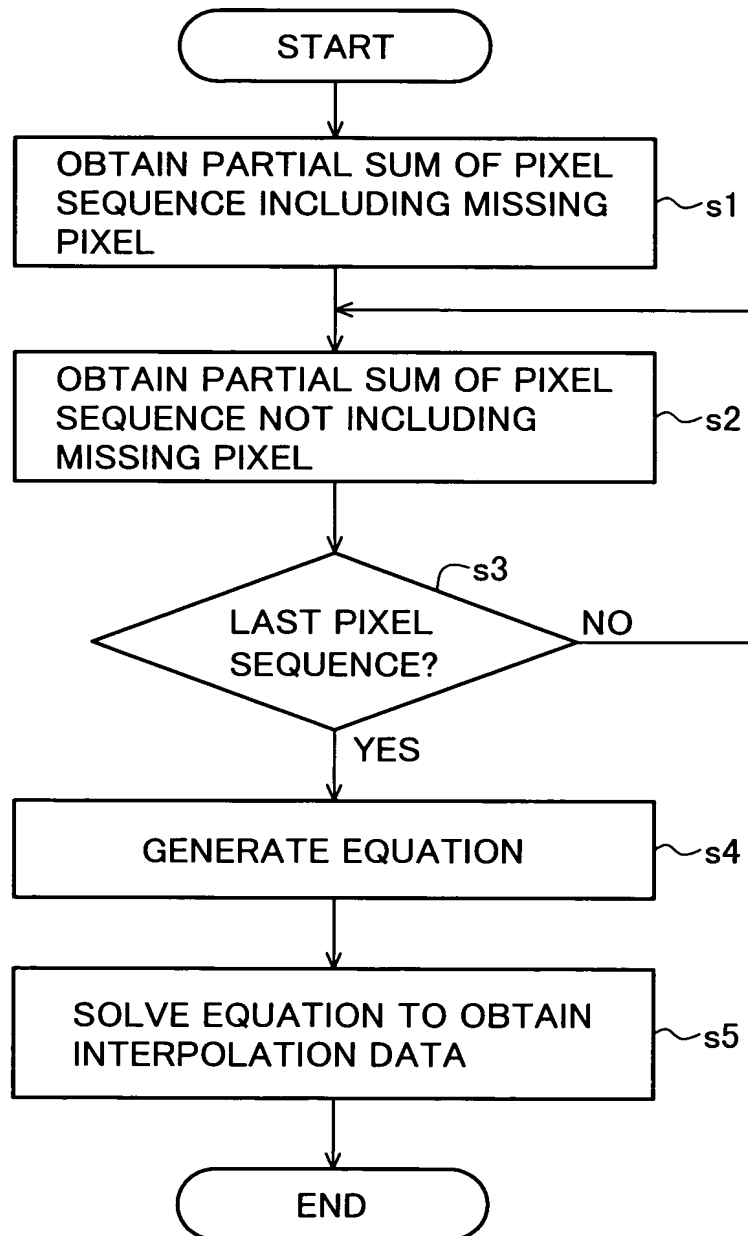 START
OBTAIN PARTIAL SUM OF PIXEL
SEQUENCE INCLUDING MISSING
PIXEL
s1
OBTAIN PARTIAL SUM OF PIXEL
SEQUENCE NOT INCLUDING
MISSING PIXEL
s2
s3
LAST PIXEL
SEQUENCE?
NO
YES
GENERATE EQUATION
s4
SOLVE EQUATION TO OBTAIN
INTERPOLATION DATA
s5
END